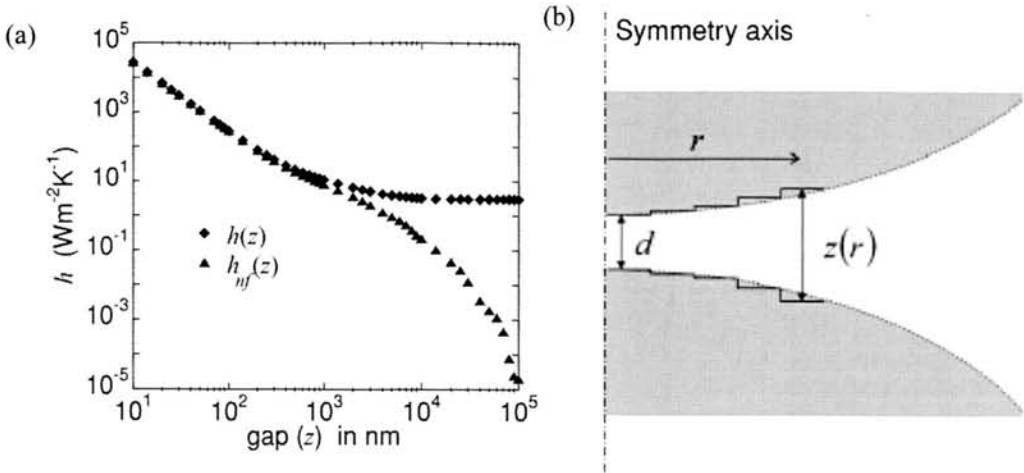 (a)
10^5
10^3
10^1
10^-1
10^-3
10^-5
h (Wm^-2K^-1)
h(z)
h_nf(z)
10^1 10^2 10^3 10^4 10^5
gap (z) in nm
(b)
Symmetry axis
r
d
z(r)